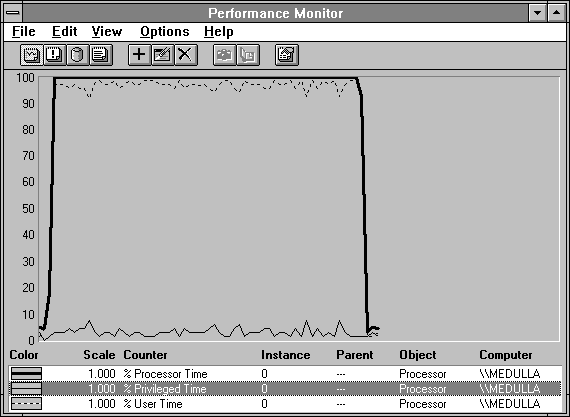 Performance Monitor
File Edit View Options Help
100
90
80
70
60
50
40
30
20
10
0
Color Scale Counter Instance Parent Object Computer
1.000 % Processor Time 0 --- Processor \\MEDULLA
1.000 % Privileged Time 0 --- Processor \\MEDULLA
1.000 % User Time 0 --- Processor \\MEDULLA